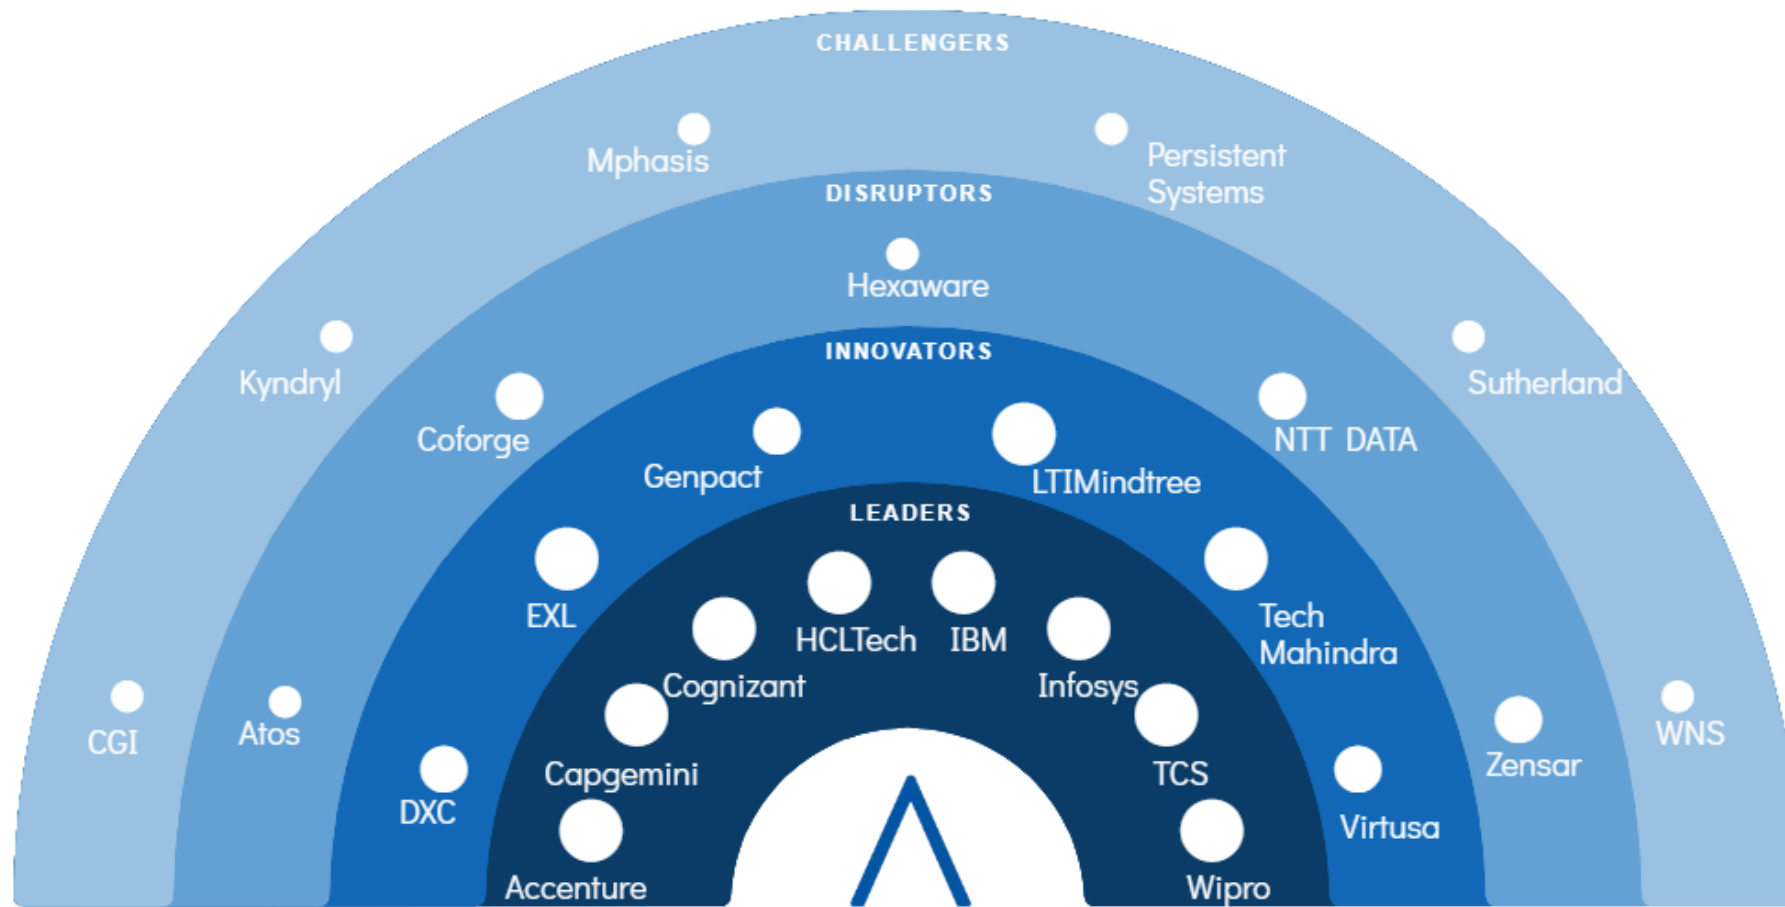 CHALLENGERS
Mphasis
Persistent
Systems
Kyndryl
Sutherland
CGI
WNS
DISRUPTORS
Hexaware
Coforge
NTT DATA
Atos
Zensar
INNOVATORS
Genpact
LTIMindtree
EXL
Tech
Mahindra
DXC
Virtusa
LEADERS
HCLTech
IBM
Cognizant
Infosys
Capgemini
TCS
Accenture
Wipro